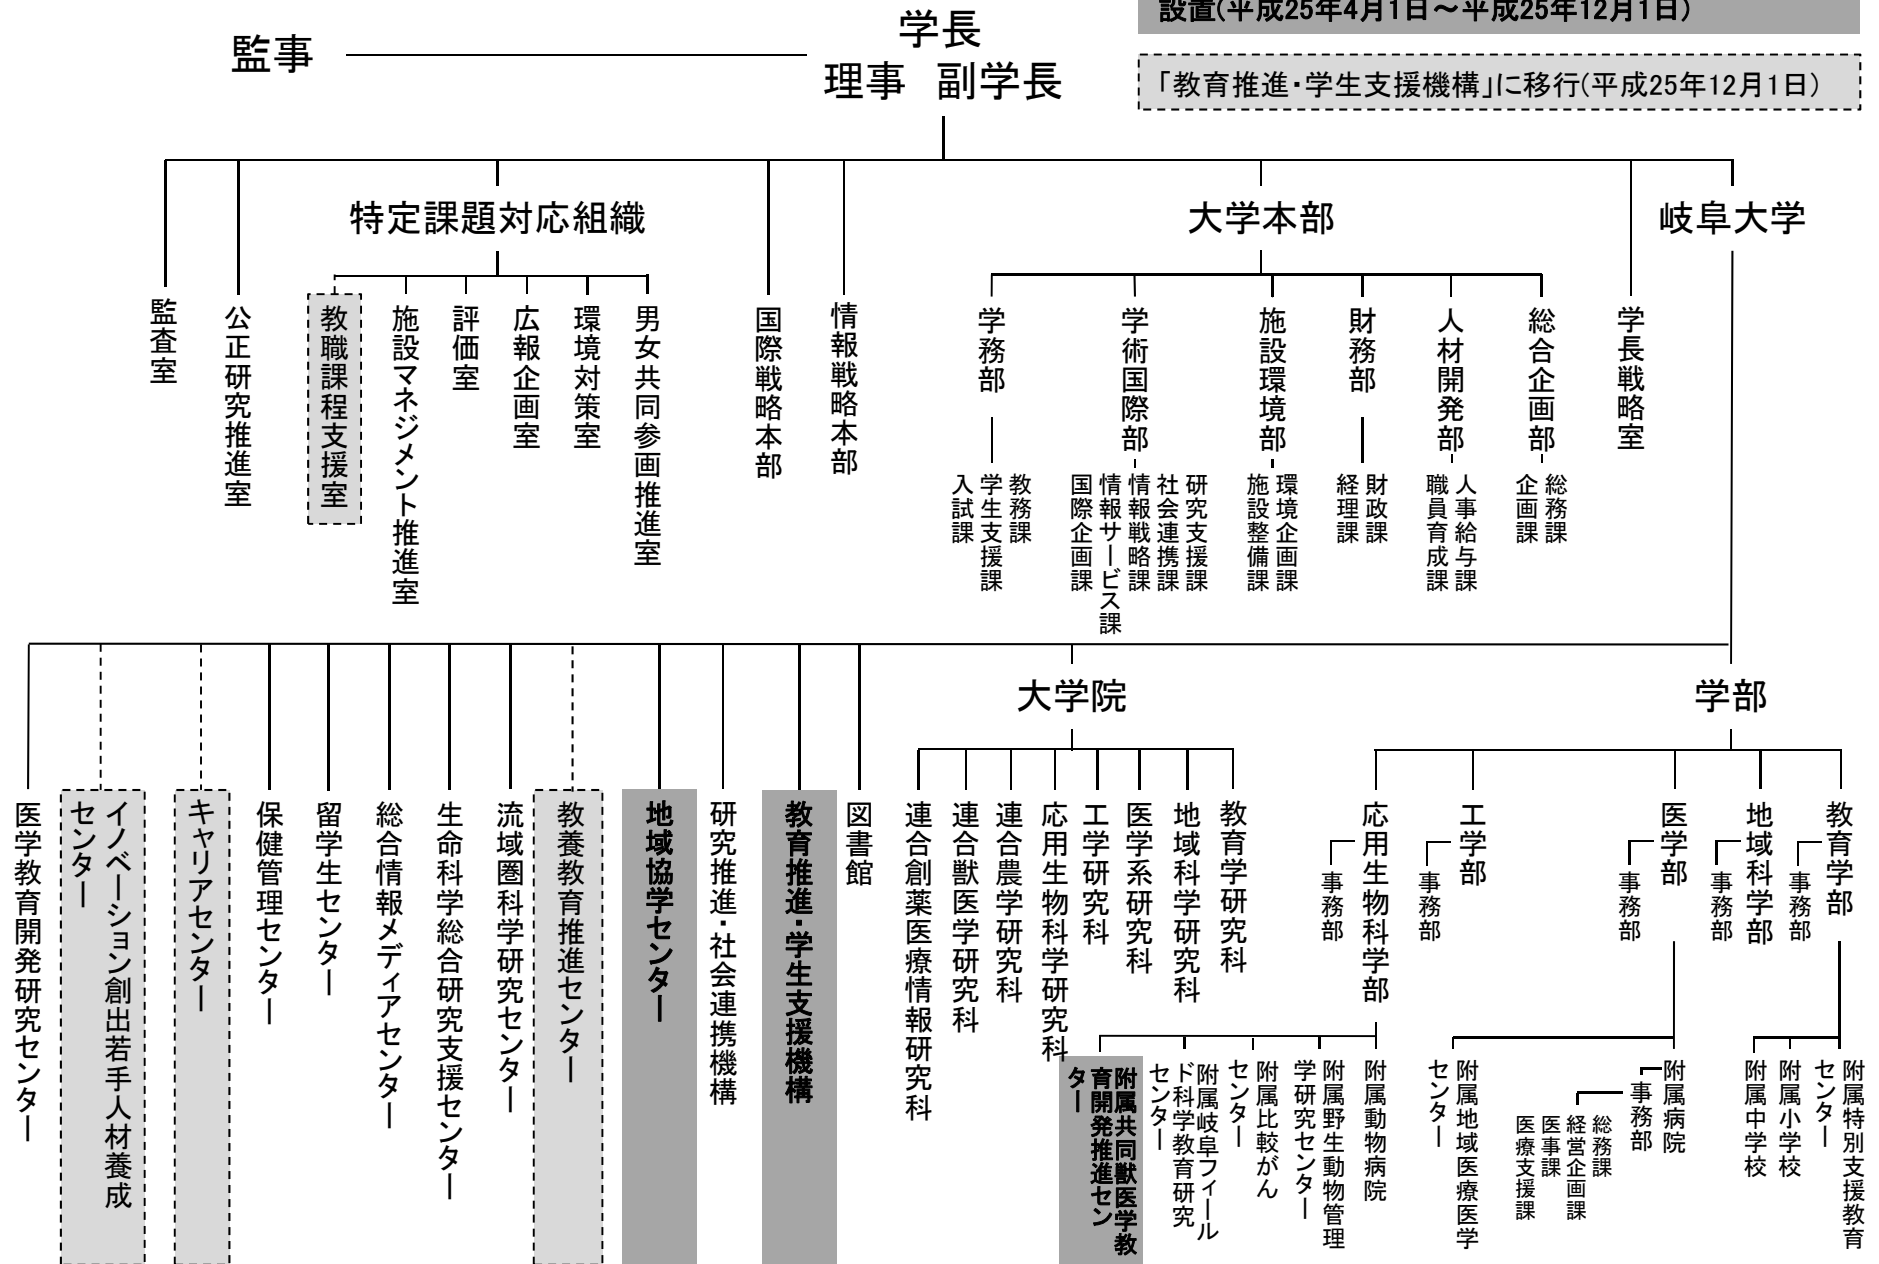 設置(平成25年4月1日～平成25年12月1日)
「教育推進・学生支援機構」に移行(平成25年12月1日)
学長
理事　副学長
監事
特定課題対応組織
大学本部
岐阜大学
監査室
公正研究推進室
教職課程支援室
施設マネジメント推進室
評価室
広報企画室
環境対策室
男女共同参画推進室
国際戦略本部
情報戦略本部
学務部
学術国際部
施設環境部
財務部
人材開発部
総合企画部
学長戦略室
入試課
学生支援課
教務課
国際企画課
情報サービス課
情報戦略課
社会連携課
研究支援課
施設整備課
環境企画課
経理課
財政課
職員育成課
人事給与課
企画課
総務課
大学院
学部
医学教育開発研究センター
イノベーション創出若手人材養成
センター
キャリアセンター
保健管理センター
留学生センター
総合情報メディアセンター
生命科学総合研究支援センター
流域圏科学研究センター
教養教育推進センター
地域協学センター
研究推進・社会連携機構
教育推進・学生支援機構
図書館
連合創薬医療情報研究科
連合獣医学研究科
連合農学研究科
応用生物科学研究科
工学研究科
医学系研究科
地域科学研究科
教育学研究科
応用生物科学部
事務部
工学部
事務部
医学部
事務部
地域科学部
事務部
教育学部
事務部
附属共同獣医学教
育開発推進セン
ター
附属岐阜フィール
ド科学教育研究
センター
附属比較がん
センター
附属野生動物管理
学研究センター
附属動物病院
附属地域医療医学
センター
附属病院
事務部
総務課
経営企画課
医事課
医療支援課
附属中学校
附属小学校
附属特別支援教育
センター